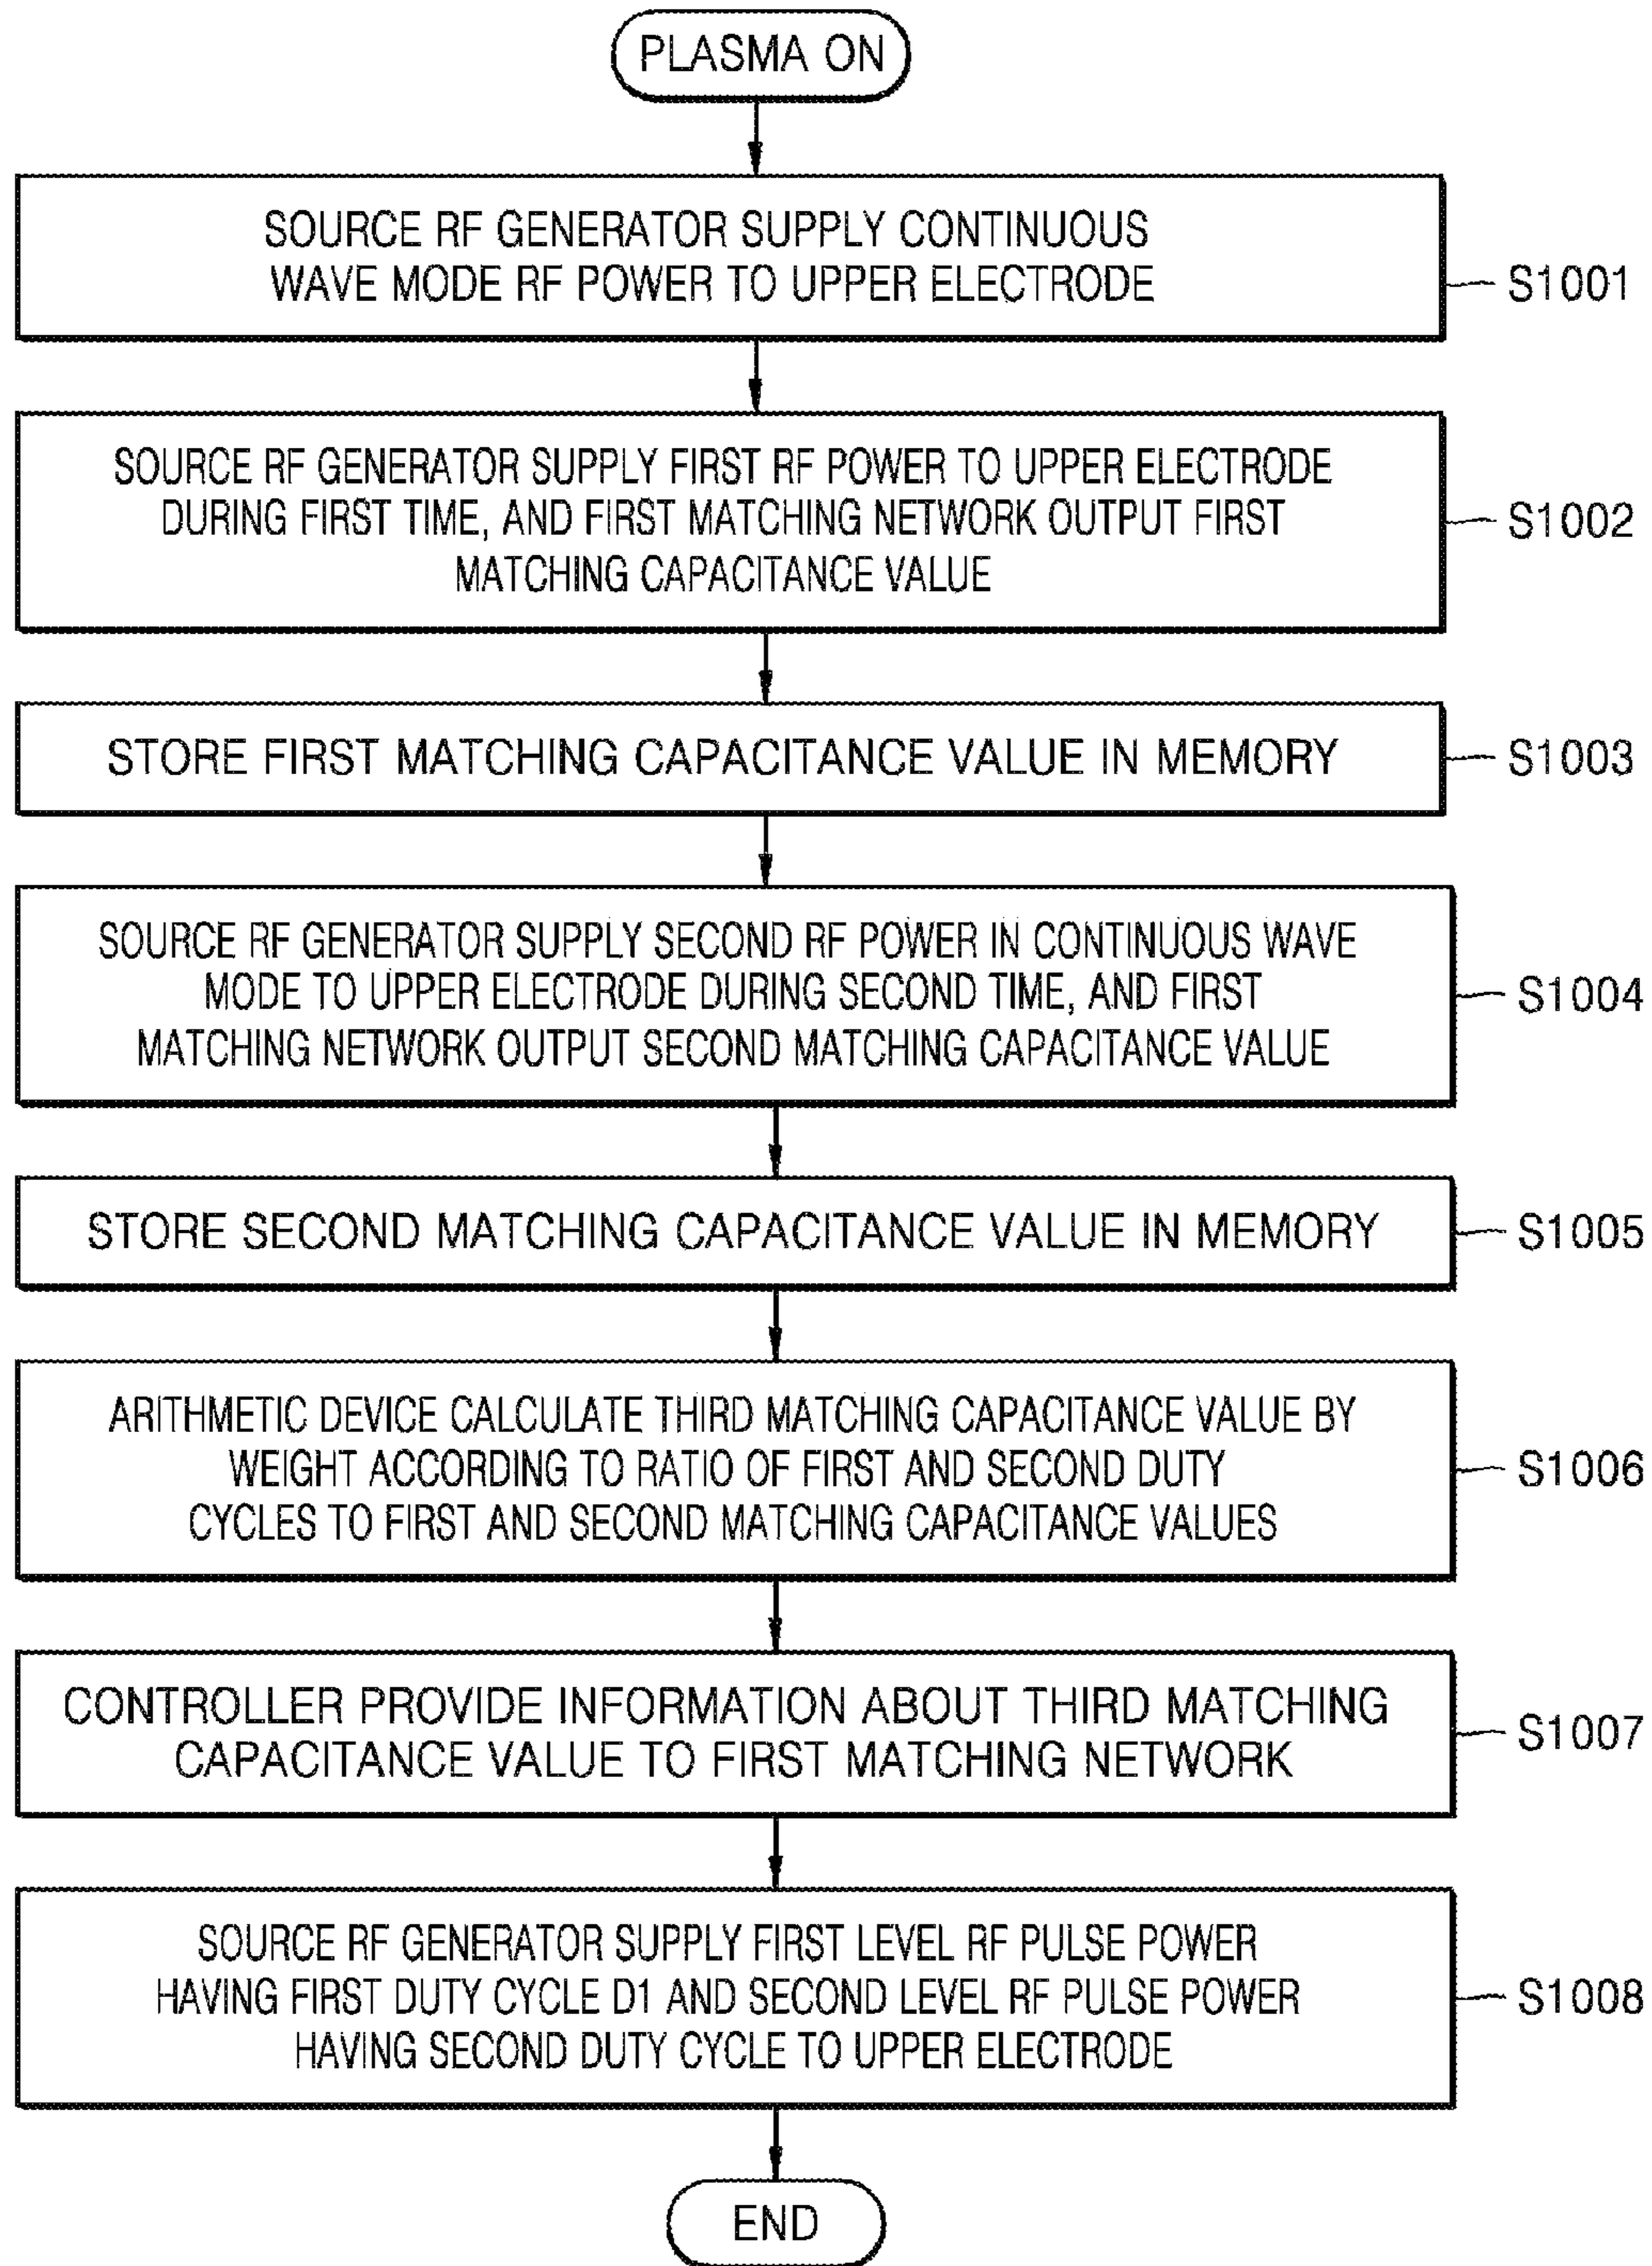 PLASMA ON
SOURCE RF GENERATOR SUPPLY CONTINUOUS
WAVE MODE RF POWER TO UPPER ELECTRODE
S1001
SOURCE RF GENERATOR SUPPLY FIRST RF POWER TO UPPER ELECTRODE
DURING FIRST TIME, AND FIRST MATCHING NETWORK OUTPUT FIRST
MATCHING CAPACITANCE VALUE
S1002
STORE FIRST MATCHING CAPACITANCE VALUE IN MEMORY
S1003
SOURCE RF GENERATOR SUPPLY SECOND RF POWER IN CONTINUOUS WAVE
MODE TO UPPER ELECTRODE DURING SECOND TIME, AND FIRST
MATCHING NETWORK OUTPUT SECOND MATCHING CAPACITANCE VALUE
S1004
STORE SECOND MATCHING CAPACITANCE VALUE IN MEMORY
S1005
ARITHMETIC DEVICE CALCULATE THIRD MATCHING CAPACITANCE VALUE BY
WEIGHT ACCORDING TO RATIO OF FIRST AND SECOND DUTY
CYCLES TO FIRST AND SECOND MATCHING CAPACITANCE VALUES
S1006
CONTROLLER PROVIDE INFORMATION ABOUT THIRD MATCHING
CAPACITANCE VALUE TO FIRST MATCHING NETWORK
S1007
SOURCE RF GENERATOR SUPPLY FIRST LEVEL RF PULSE POWER
HAVING FIRST DUTY CYCLE D1 AND SECOND LEVEL RF PULSE POWER
HAVING SECOND DUTY CYCLE TO UPPER ELECTRODE
S1008
END